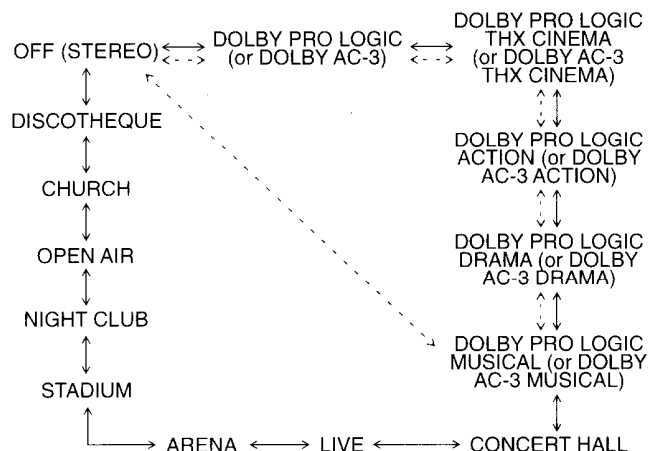 OFF (STEREO)
DOLBY PRO LOGIC
(or DOLBY AC-3)
DOLBY PRO LOGIC
THX CINEMA
(or DOLBY AC-3
THX CINEMA)
DISCOTHEQUE
DOLBY PRO LOGIC
ACTION (or DOLBY
AC-3 ACTION)
CHURCH
OPEN AIR
DOLBY PRO LOGIC
DRAMA (or DOLBY
AC-3 DRAMA)
NIGHT CLUB
DOLBY PRO LOGIC
MUSICAL (or DOLBY
AC-3 MUSICAL)
STADIUM
ARENA
LIVE
CONCERT HALL